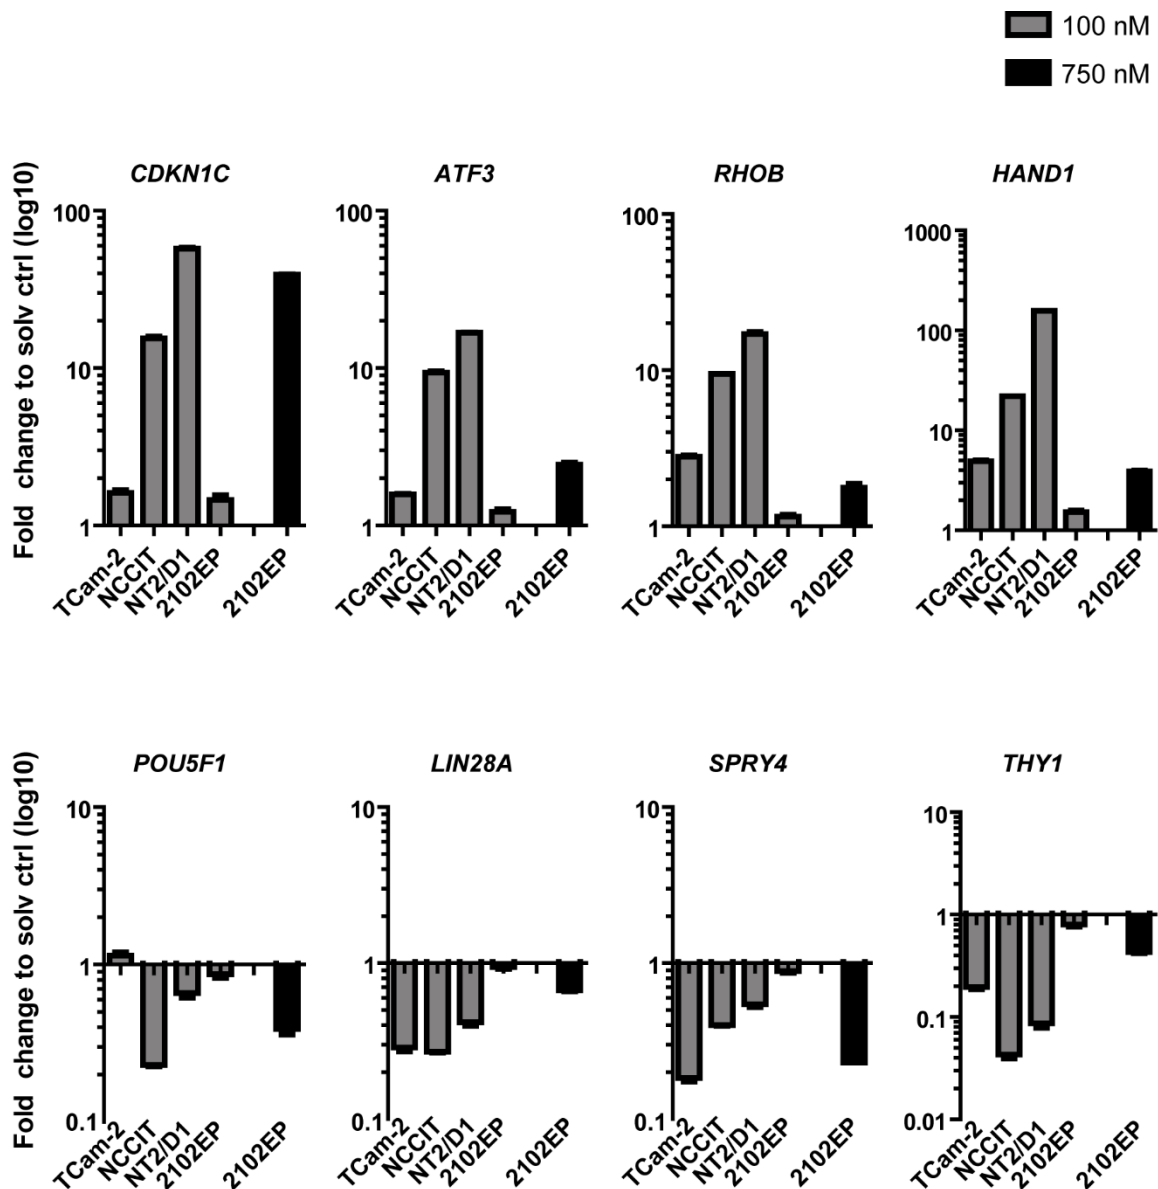 100 nM
750 nM
CDKN1C
ATF3
RHOB
HAND1
Fold change to solv ctrl (log10)
100
10
1
TCam-2
NCCIT
NT2/D1
2102EP
2102EP
100
10
1
TCam-2
NCCIT
NT2/D1
2102EP
2102EP
100
10
1
TCam-2
NCCIT
NT2/D1
2102EP
2102EP
1000
100
10
1
TCam-2
NCCIT
NT2/D1
2102EP
2102EP
POU5F1
LIN28A
SPRY4
THY1
Fold change to solv ctrl (log10)
10
1
0.1
TCam-2
NCCIT
NT2/D1
2102EP
2102EP
10
1
0.1
TCam-2
NCCIT
NT2/D1
2102EP
2102EP
10
1
0.1
TCam-2
NCCIT
NT2/D1
2102EP
2102EP
10
1
0.1
0.01
TCam-2
NCCIT
NT2/D1
2102EP
2102EP